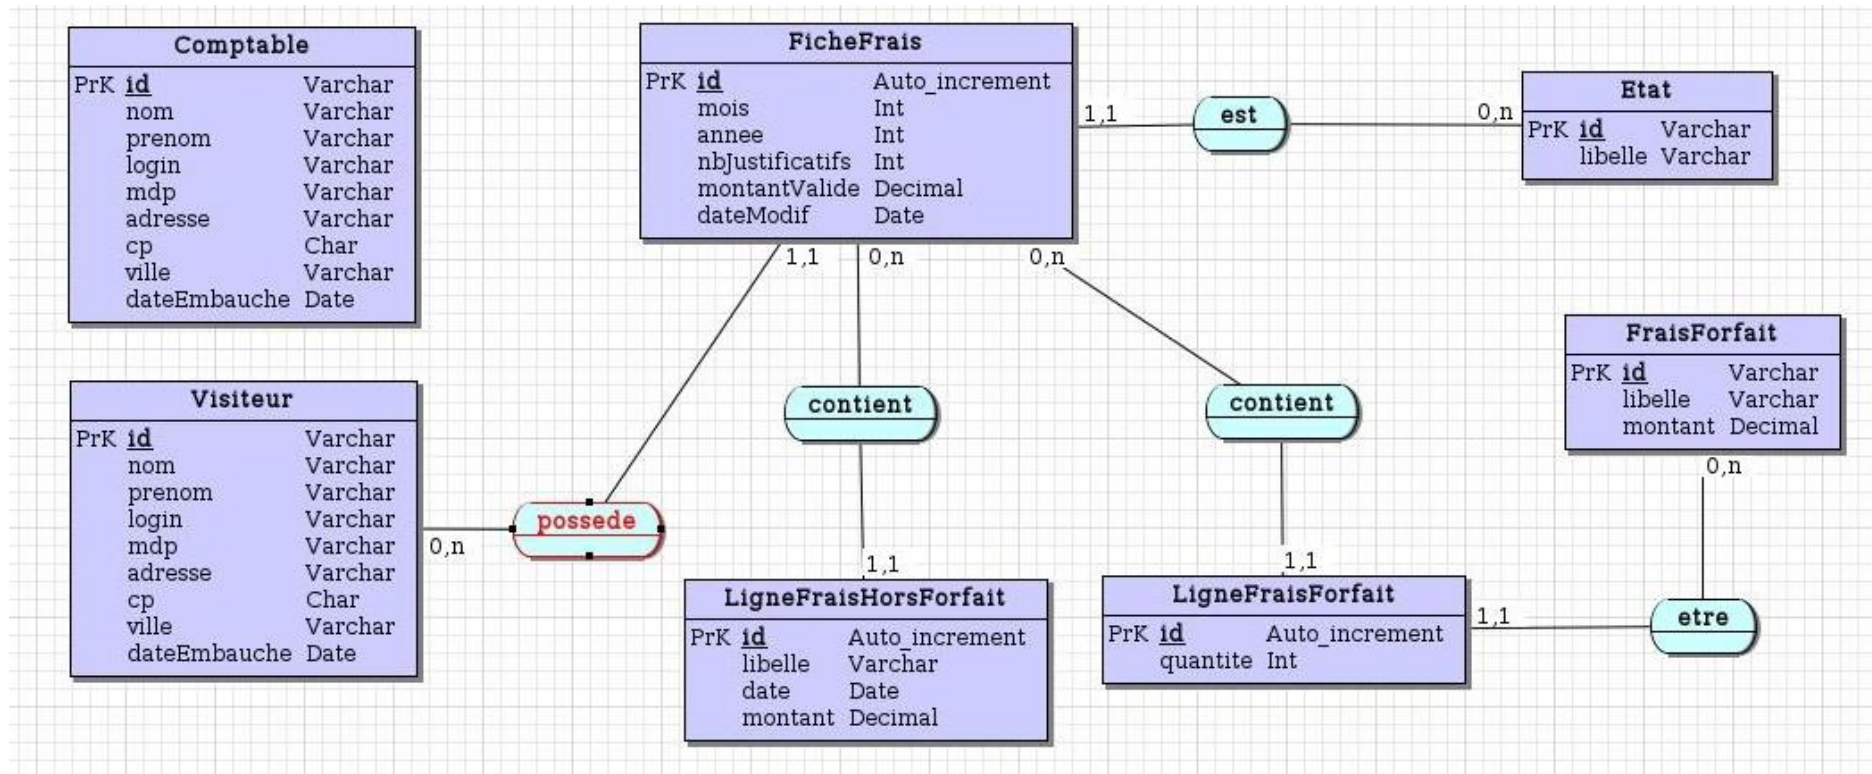 Comptable
PrK id Varchar
nom Varchar
prenom Varchar
login Varchar
mdp Varchar
adresse Varchar
cp Char
ville Varchar
dateEmbauche Date
FicheFrais
PrK id Auto_increment
mois Int
annee Int
nbJustificatifs Int
montantValide Decimal
dateModif Date
1,1
est
0,n
Etat
PrK id Varchar
libelle Varchar
1,1
0,n
0,n
FraisForfait
PrK id Varchar
libelle Varchar
montant Decimal
0,n
Visiteur
PrK id Varchar
nom Varchar
prenom Varchar
login Varchar
mdp Varchar
adresse Varchar
cp Char
ville Varchar
dateEmbauche Date
0,n
possede
contient
contient
1,1
1,1
LigneFraisHorsForfait
PrK id Auto_increment
libelle Varchar
date Date
montant Decimal
LigneFraisForfait
PrK id Auto_increment
quantite Int
1,1
etre